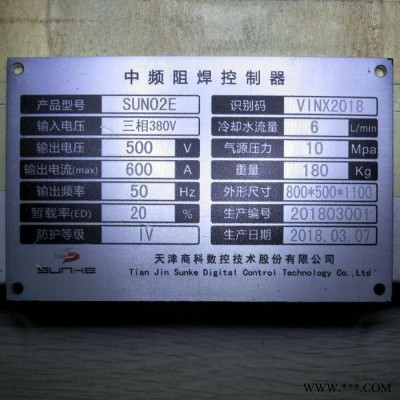 中频阻焊控制器
产品型号 SUN02E 识别码 VINX2018
输入电压 三相380V 冷却水流量 6 L/min
输出电压 500 V 气源压力 10 Mpa
输出电流(max) 600 A 重量 180 Kg
输出频率 50 Hz 外形尺寸 800*500*1100
暂载率(ED) 20 % 生产编号 201803001
防护等级 IV 生产日期 2018.03.07
SUNKE
天津商科数控技术股份有限公司
Tian Jin Sunke Digital Control Technology Co.,Ltd